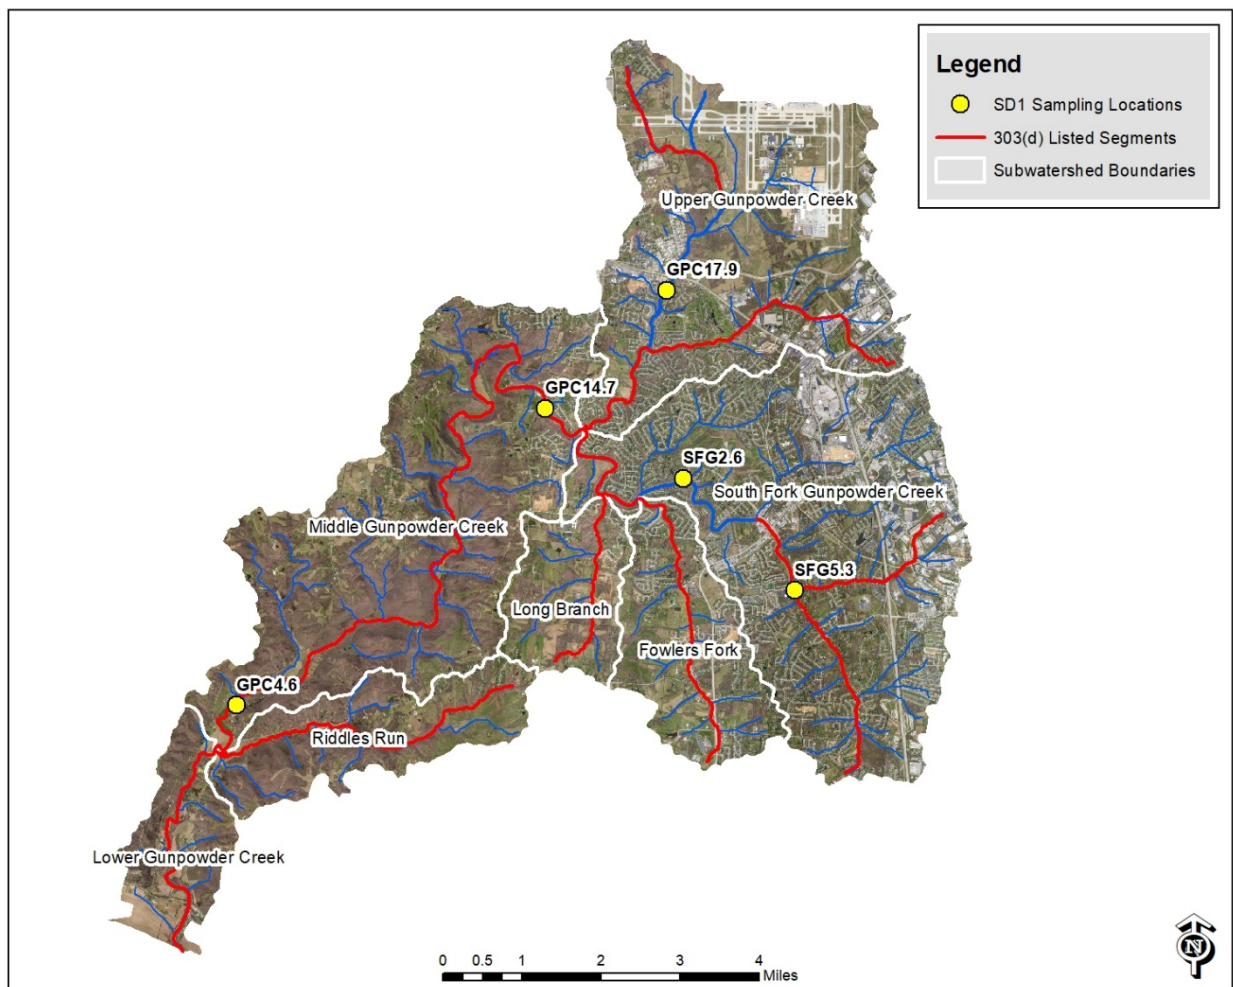 Legend
SD1 Sampling Locations
303(d) Listed Segments
Subwatershed Boundaries
Upper Gunpowder Creek
GPC17.9
GPC14.7
SFG2.6
South Fork Gunpowder Creek
Middle Gunpowder Creek
SFG5.3
Long Branch
Fowlers Fork
GPC4.6
Riddles Run
Lower Gunpowder Creek
0 0.5 1 2 3 4
Miles
N